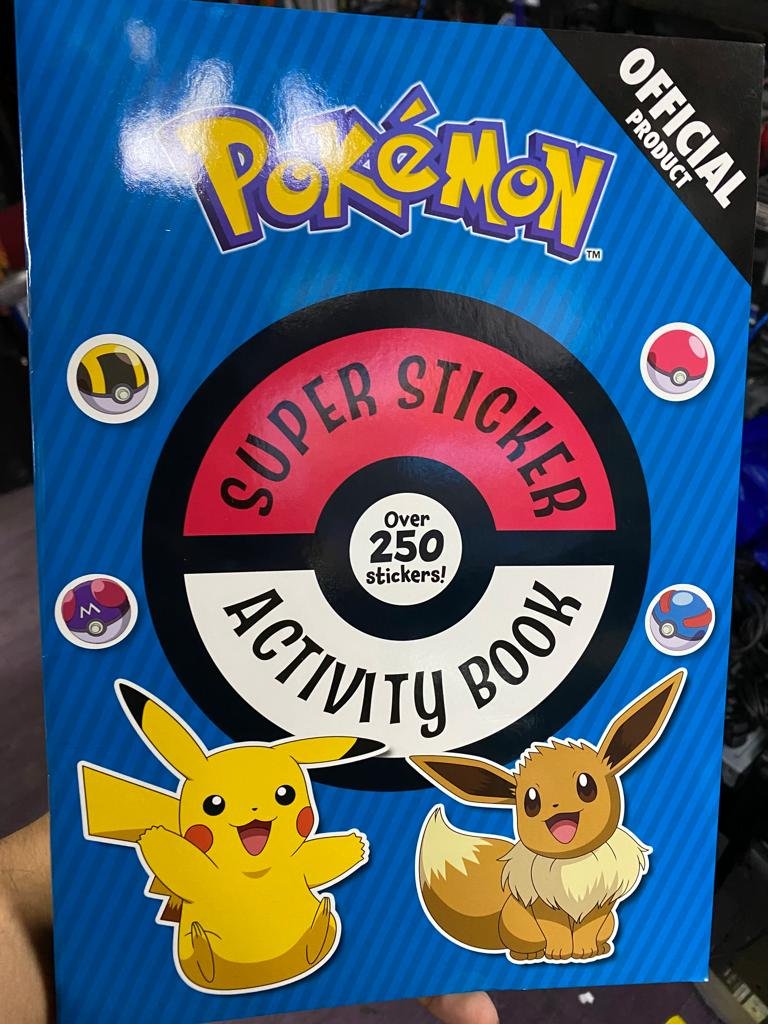 OFFICIAL
PRODUCT
POKéMON
TM
SUPER STICKER
Over
250
stickers!
ACTIVITY BOOK
M